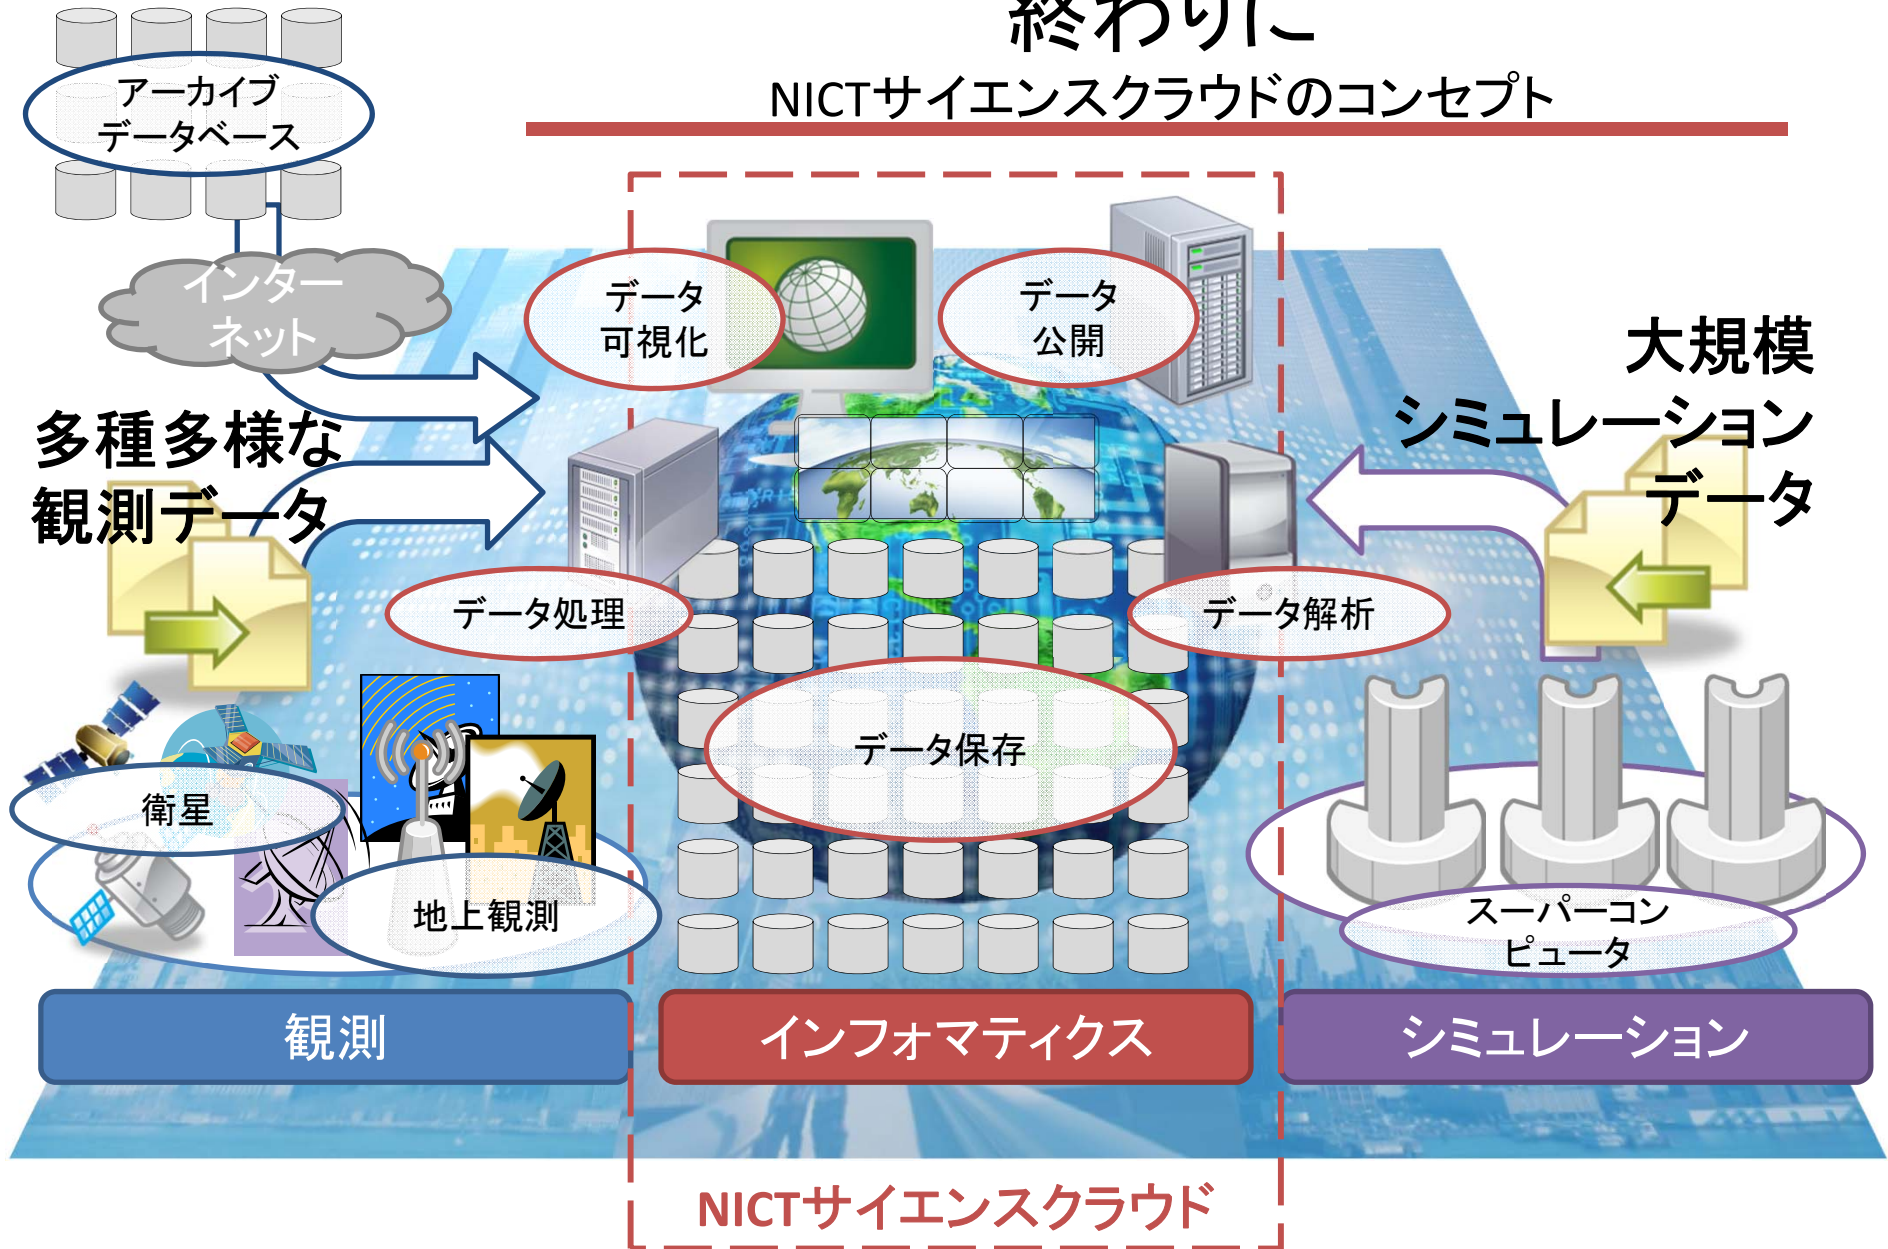 終わりに
NICTサイエンスクラウドのコンセプト
アーカイブ
データベース
インター
ネット
データ
可視化
データ
公開
大規模
シミュレーション
データ
多種多様な
観測データ
データ処理
データ解析
データ保存
衛星
地上観測
スーパーコン
ピュータ
観測
インフォマティクス
シミュレーション
NICTサイエンスクラウド